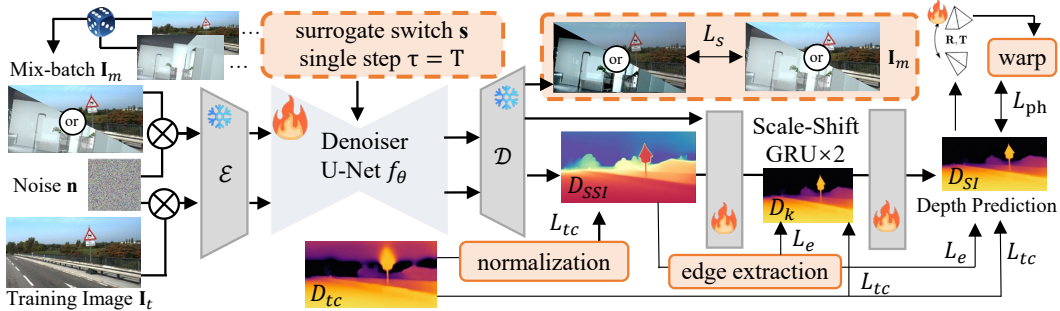 Mix-batch I_m
...
...
surrogate switch s
single step τ = T
or
L_s
or
I_m
R, T
warp
L_ph
or
Noise n
Training Image I_t
ℰ
Denoiser
U-Net f_θ
𝒟
D_SSI
Scale-Shift
GRU×2
D_k
D_SI
Depth Prediction
L_tc
normalization
D_tc
edge extraction
L_e
L_tc
L_e
L_tc